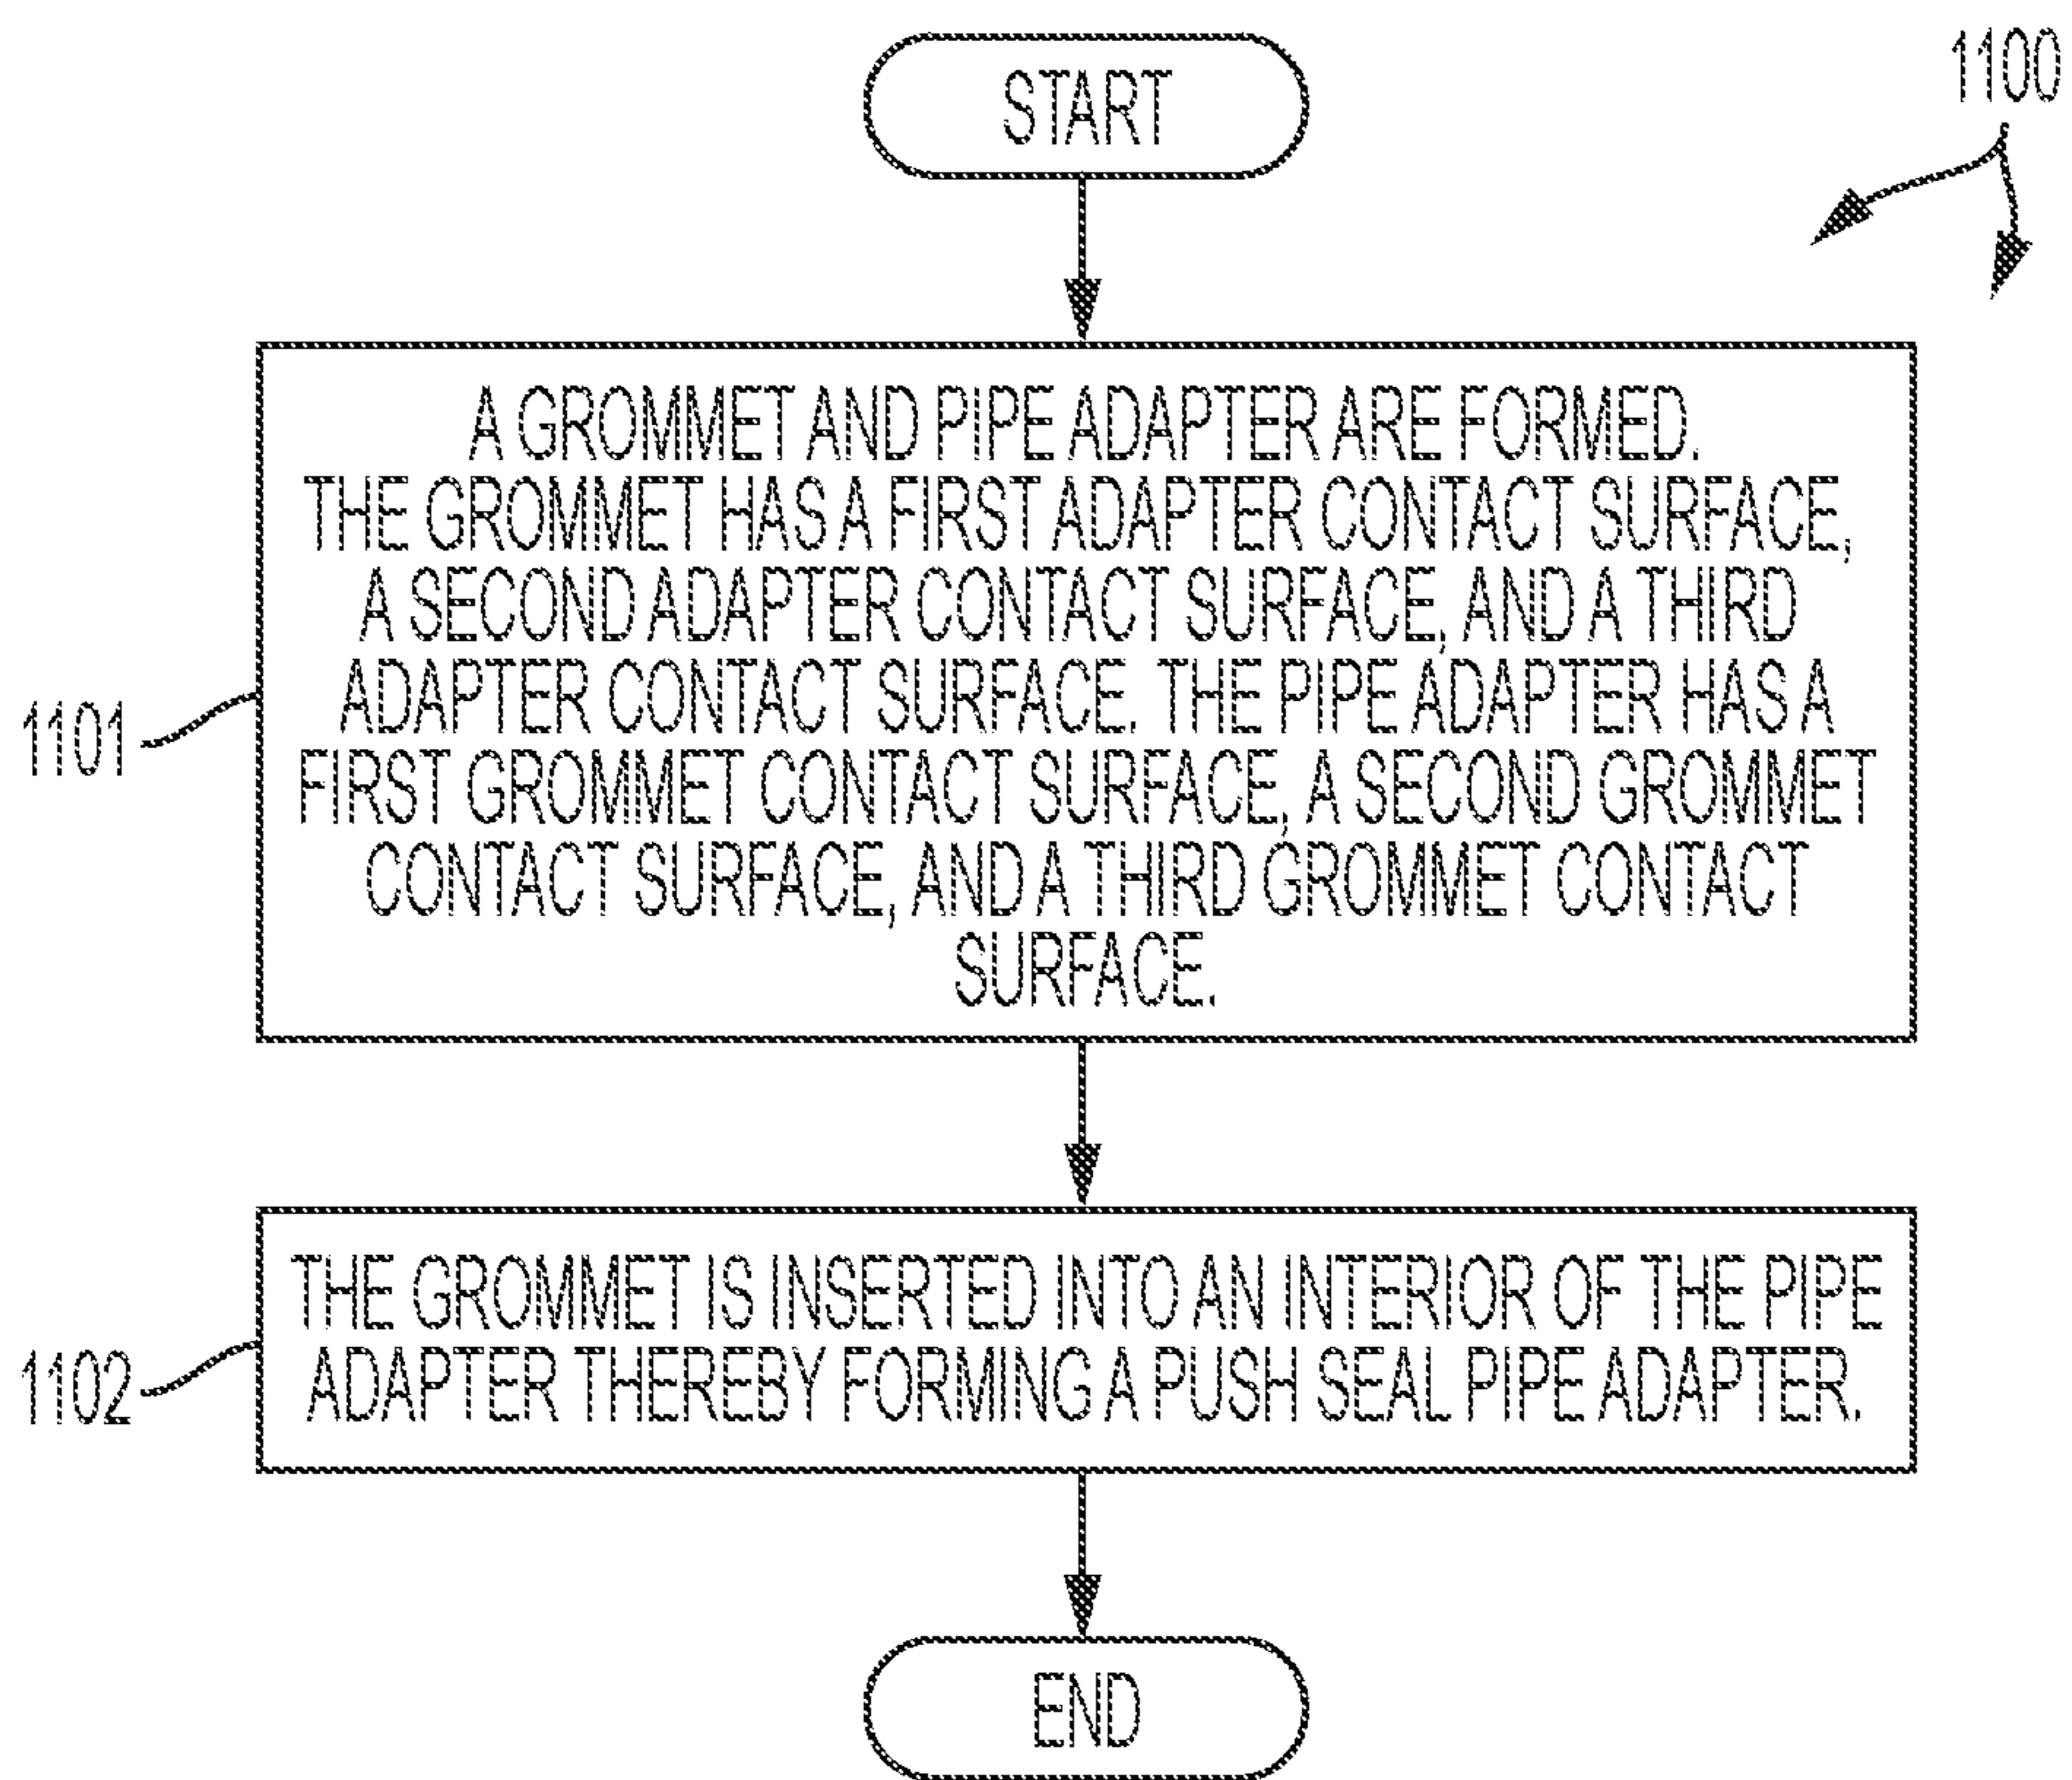 START
1100
A GROMMET AND PIPE ADAPTER ARE FORMED.
THE GROMMET HAS A FIRST ADAPTER CONTACT SURFACE,
A SECOND ADAPTER CONTACT SURFACE, AND A THIRD
ADAPTER CONTACT SURFACE. THE PIPE ADAPTER HAS A
FIRST GROMMET CONTACT SURFACE, A SECOND GROMMET
CONTACT SURFACE, AND A THIRD GROMMET CONTACT
SURFACE.
1101
THE GROMMET IS INSERTED INTO AN INTERIOR OF THE PIPE
ADAPTER THEREBY FORMING A PUSH SEAL PIPE ADAPTER.
1102
END